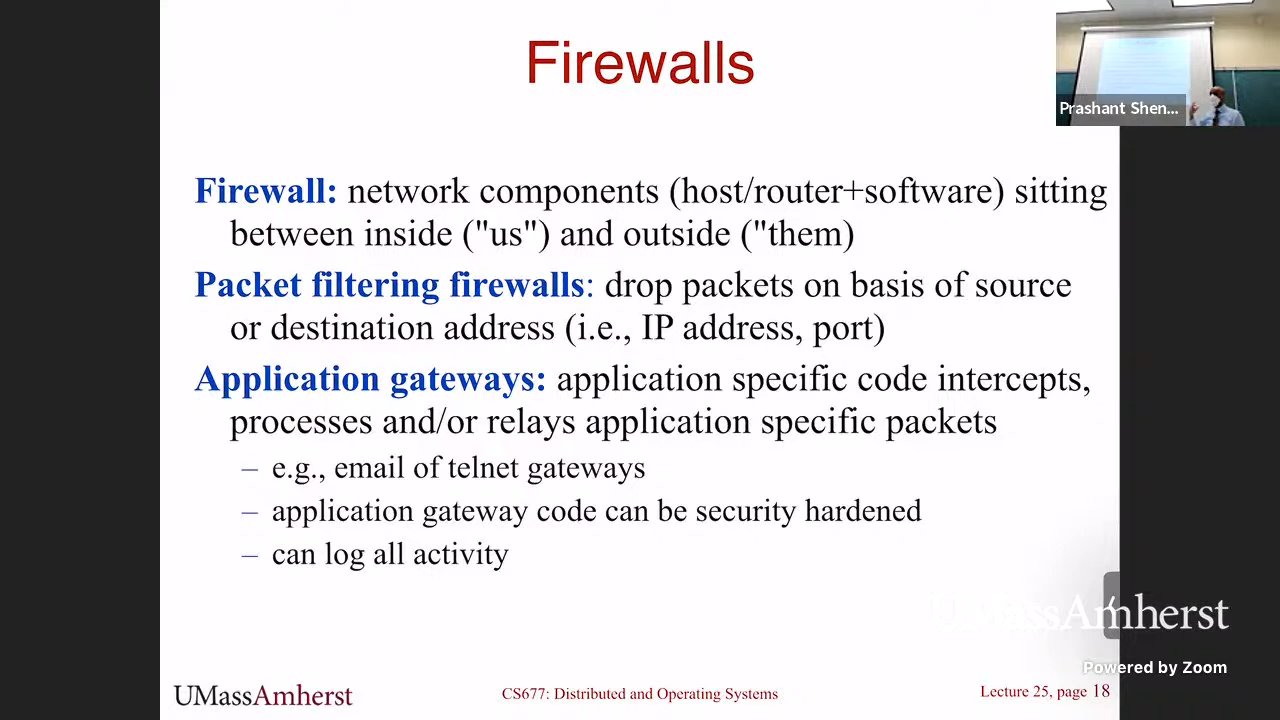 Firewalls
Prashant Shen...
Firewall: network components (host/router+software) sitting
between inside ("us") and outside ("them)
Packet filtering firewalls: drop packets on basis of source
or destination address (i.e., IP address, port)
Application gateways: application specific code intercepts,
processes and/or relays application specific packets
– e.g., email of telnet gateways
– application gateway code can be security hardened
– can log all activity
UMassAmherst
Powered by Zoom
UMassAmherst
CS677: Distributed and Operating Systems
Lecture 25, page 18